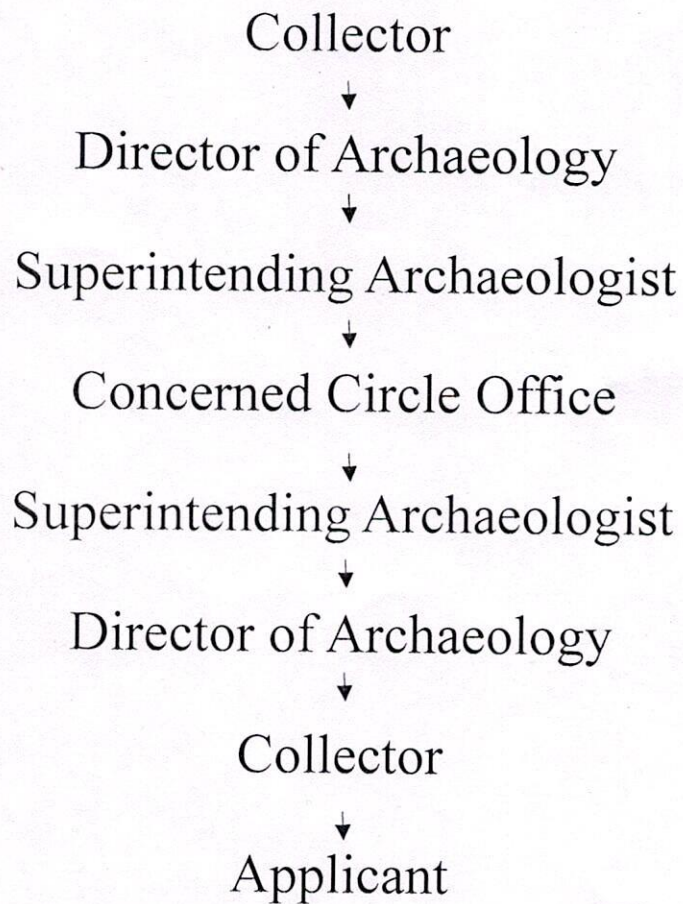 Collector
Director of Archaeology
Superintending Archaeologist
Concerned Circle Office
Superintending Archaeologist
Director of Archaeology
Collector
Applicant